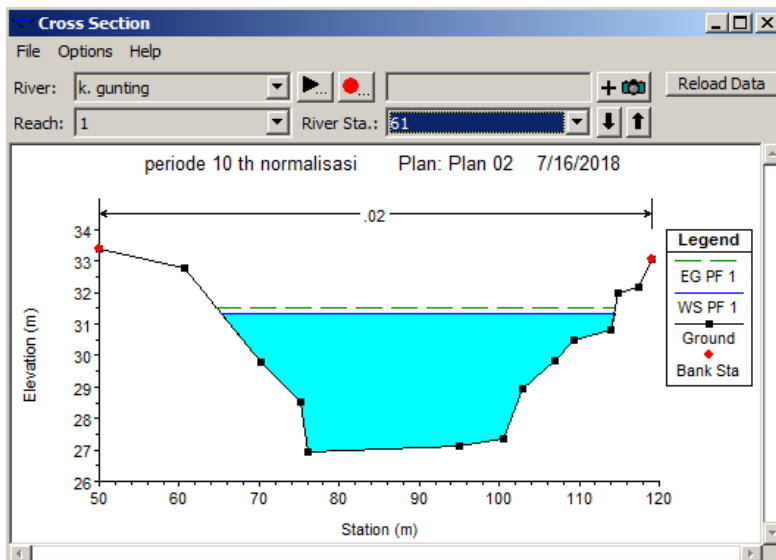 Cross Section
File Options Help
River: k. gunting ... ... + Reload Data
Reach: 1 River Sta.: 61
periode 10 th normalisasi Plan: Plan 02 7/16/2018
.02
34
33
32
31
30
29
28
27
26
Elevation (m)
50 60 70 80 90 100 110 120
Station (m)
Legend
EG PF 1
WS PF 1
Ground
Bank Sta